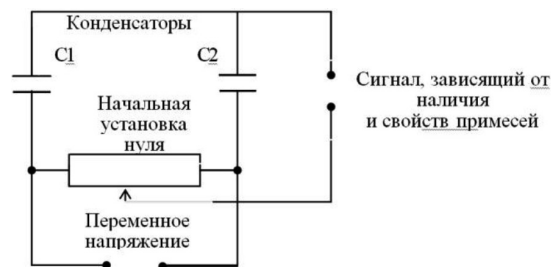 Конденсаторы
C1
C2
Сигнал, зависящий от
наличия
и свойств примесей
Начальная
установка
нуля
Переменное
напряжение